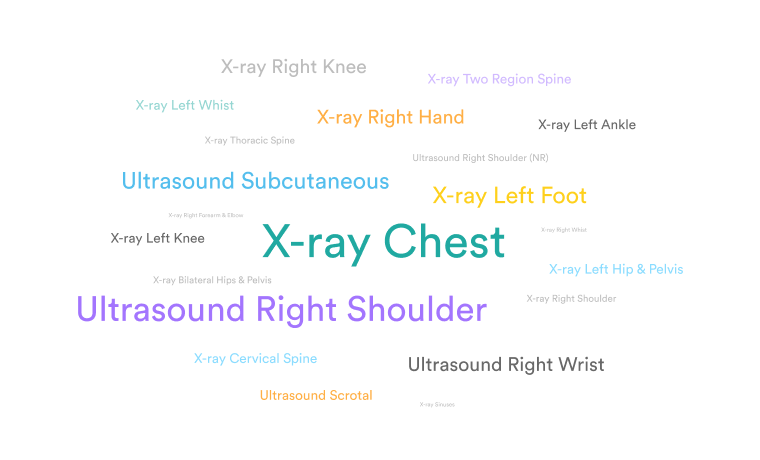 X-ray Right Knee
X-ray Two Region Spine
X-ray Left Whist
X-ray Right Hand
X-ray Left Ankle
X-ray Thoracic Spine
Ultrasound Right Shoulder (NR)
Ultrasound Subcutaneous
X-ray Left Foot
X-ray Right Forearm & Elbow
X-ray Right Whist
X-ray Left Knee
X-ray Chest
X-ray Left Hip & Pelvis
X-ray Bilateral Hips & Pelvis
X-ray Right Shoulder
Ultrasound Right Shoulder
X-ray Cervical Spine
Ultrasound Right Wrist
Ultrasound Scrotal
X-ray Sinuses